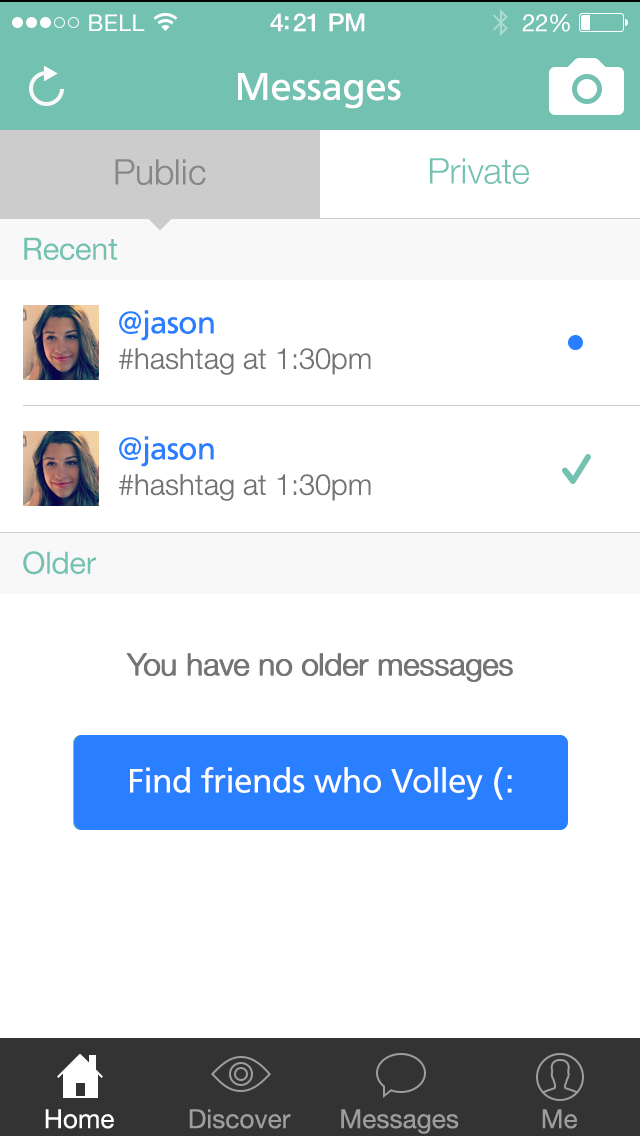 BELL 4:21 PM 22%
Messages
Public Private
Recent
@jason
#hashtag at 1:30pm
@jason
#hashtag at 1:30pm
Older
You have no older messages
Find friends who Volley (:
Home Discover Messages Me